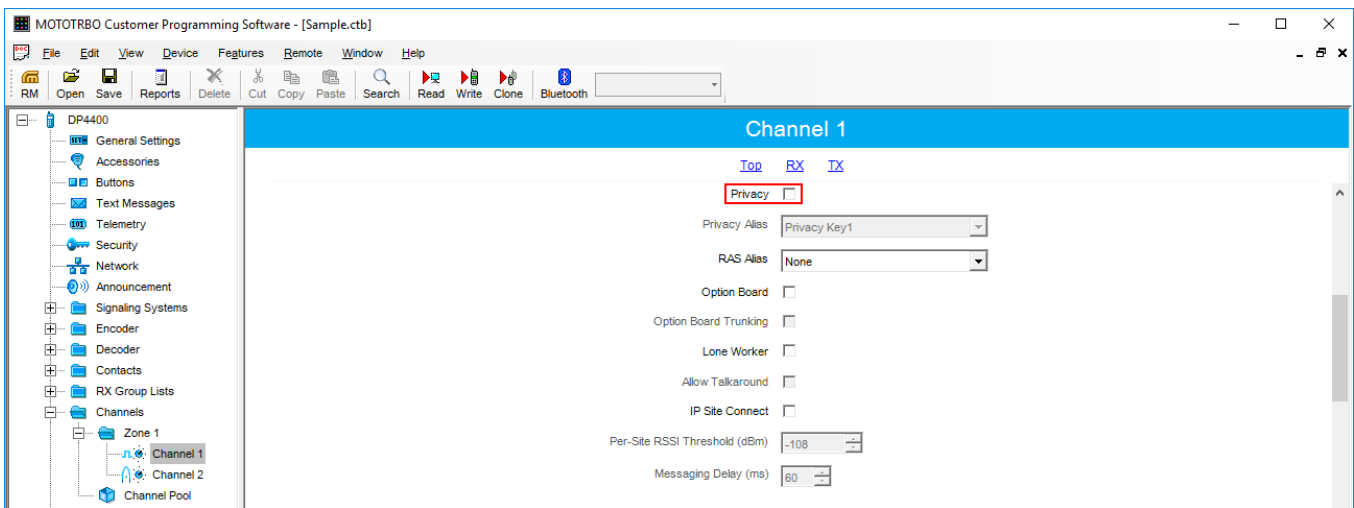 MOTOTRBO Customer Programming Software - [Sample.ctb]
File Edit View Device Features Remote Window Help
RM Open Save Reports Delete Cut Copy Paste Search Read Write Clone Bluetooth
DP4400
General Settings
Accessories
Buttons
Text Messages
Telemetry
Security
Network
Announcement
Signaling Systems
Encoder
Decoder
Contacts
RX Group Lists
Channels
Zone 1
Channel 1
Channel 2
Channel Pool
Channel 1
Top RX TX
Privacy
Privacy Alias Privacy Key1
RAS Alias None
Option Board
Option Board Trunking
Lone Worker
Allow Talkaround
IP Site Connect
Per-Site RSSI Threshold (dBm) -108
Messaging Delay (ms) 60